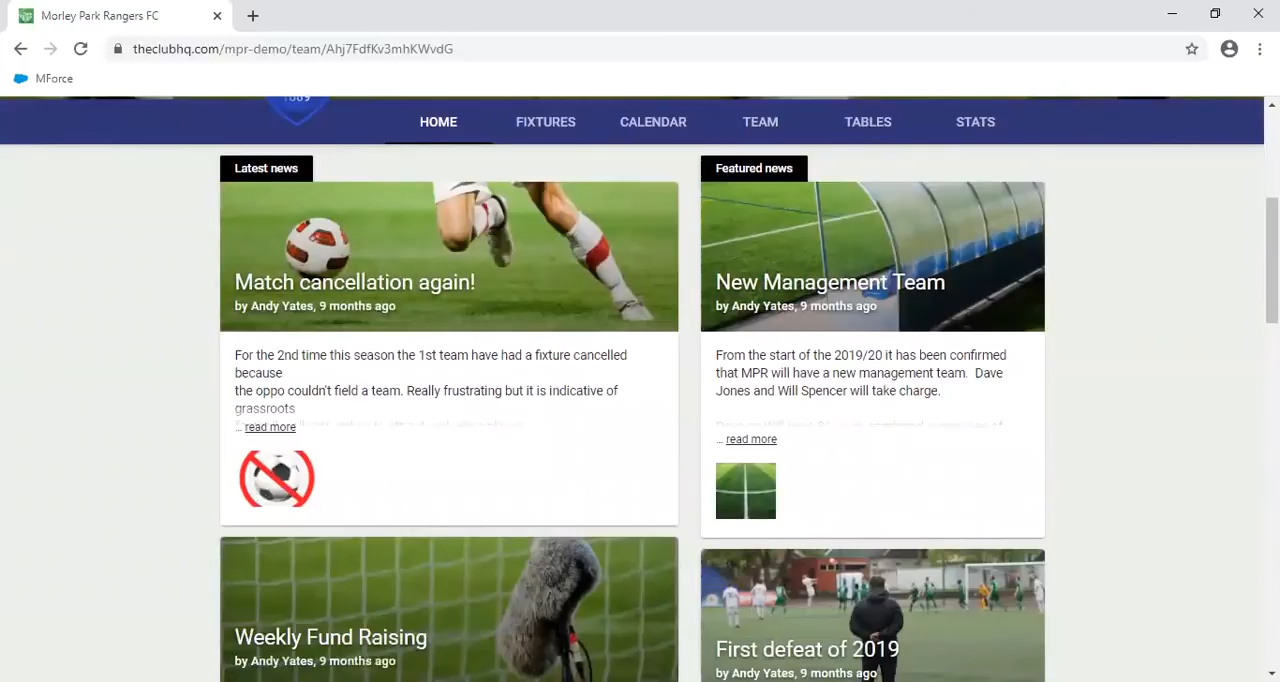 Morley Park Rangers FC
theclubhq.com/mpr-demo/team/Ahj7FdfKv3mhKWvdG
MForce
HOME FIXTURES CALENDAR TEAM TABLES STATS
Latest news
Match cancellation again!
by Andy Yates, 9 months ago
For the 2nd time this season the 1st team have had a fixture cancelled
because
the oppo couldn't field a team. Really frustrating but it is indicative of
grassroots
... read more
Weekly Fund Raising
by Andy Yates, 9 months ago
Featured news
New Management Team
by Andy Yates, 9 months ago
From the start of the 2019/20 it has been confirmed
that MPR will have a new management team. Dave
Jones and Will Spencer will take charge.
... read more
First defeat of 2019
by Andy Yates, 9 months ago